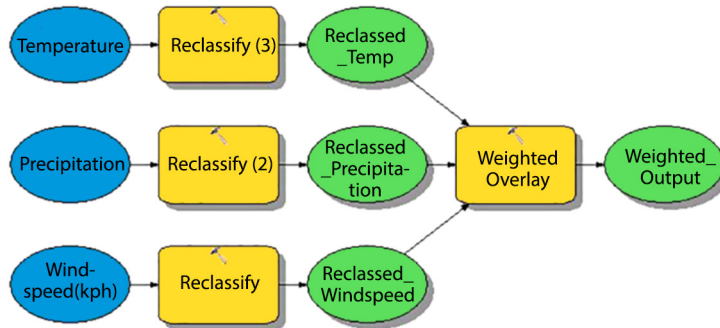 Temperature
Reclassify (3)
Reclassed
_Temp
Precipitation
Reclassify (2)
Reclassed
_Precipita-
tion
Weighted
Overlay
Weighted_
Output
Wind-
speed(kph)
Reclassify
Reclassed_
Windspeed